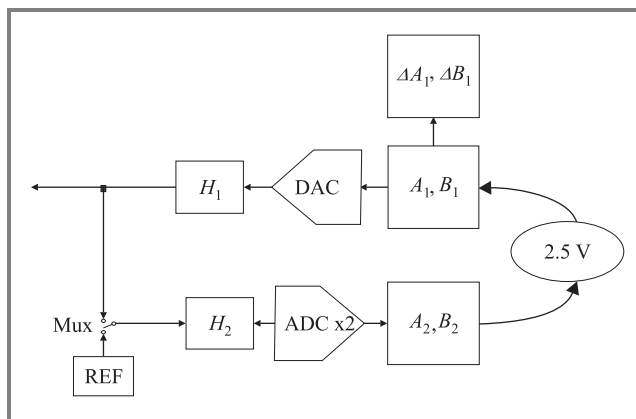 ΔA₁, ΔB₁
H₁
DAC
A₁, B₁
2.5 V
Mux
H₂
ADC x2
A₂, B₂
REF